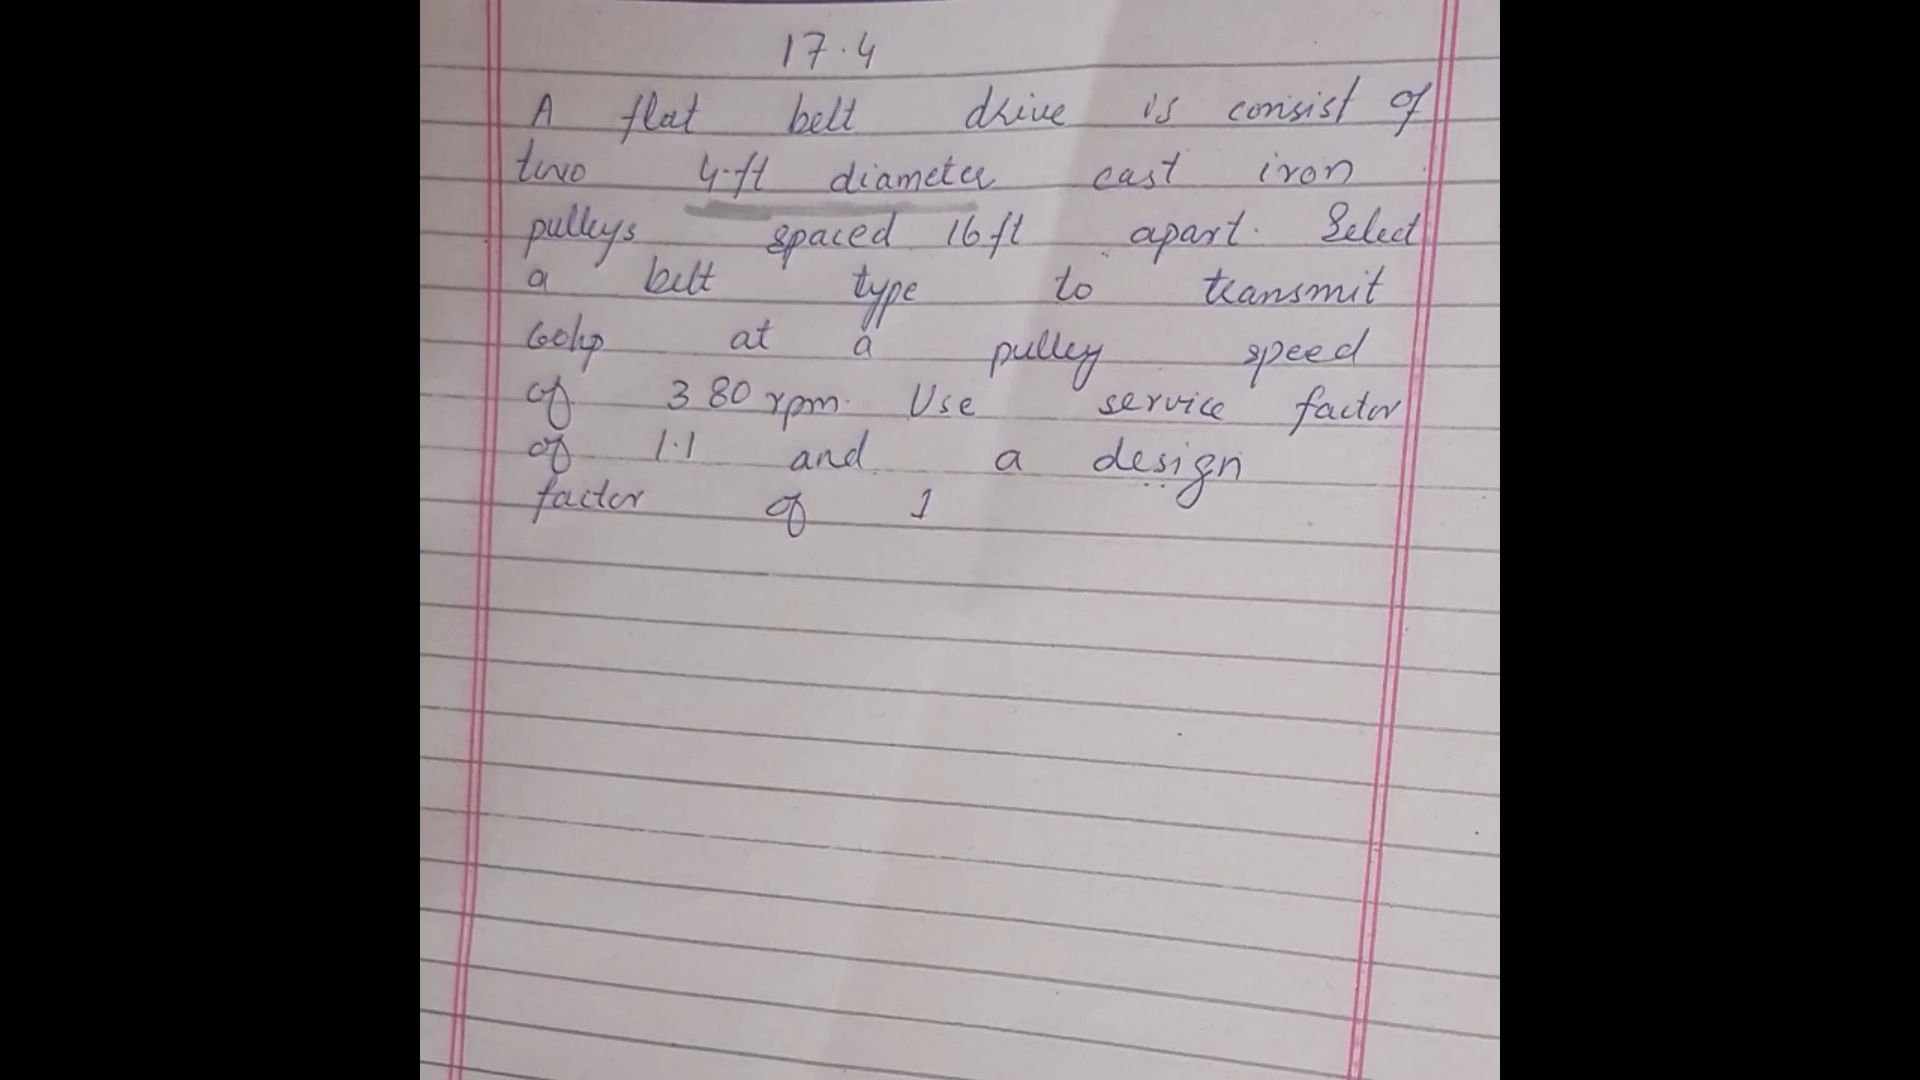 17.4
A flat belt drive is consist of
two 4-ft diameter cast iron
pulleys spaced 16 ft apart. Select
a belt type to transmit
60hp at a pulley speed
of 380 rpm. Use service factor
of 1.1 and a design
factor of 1